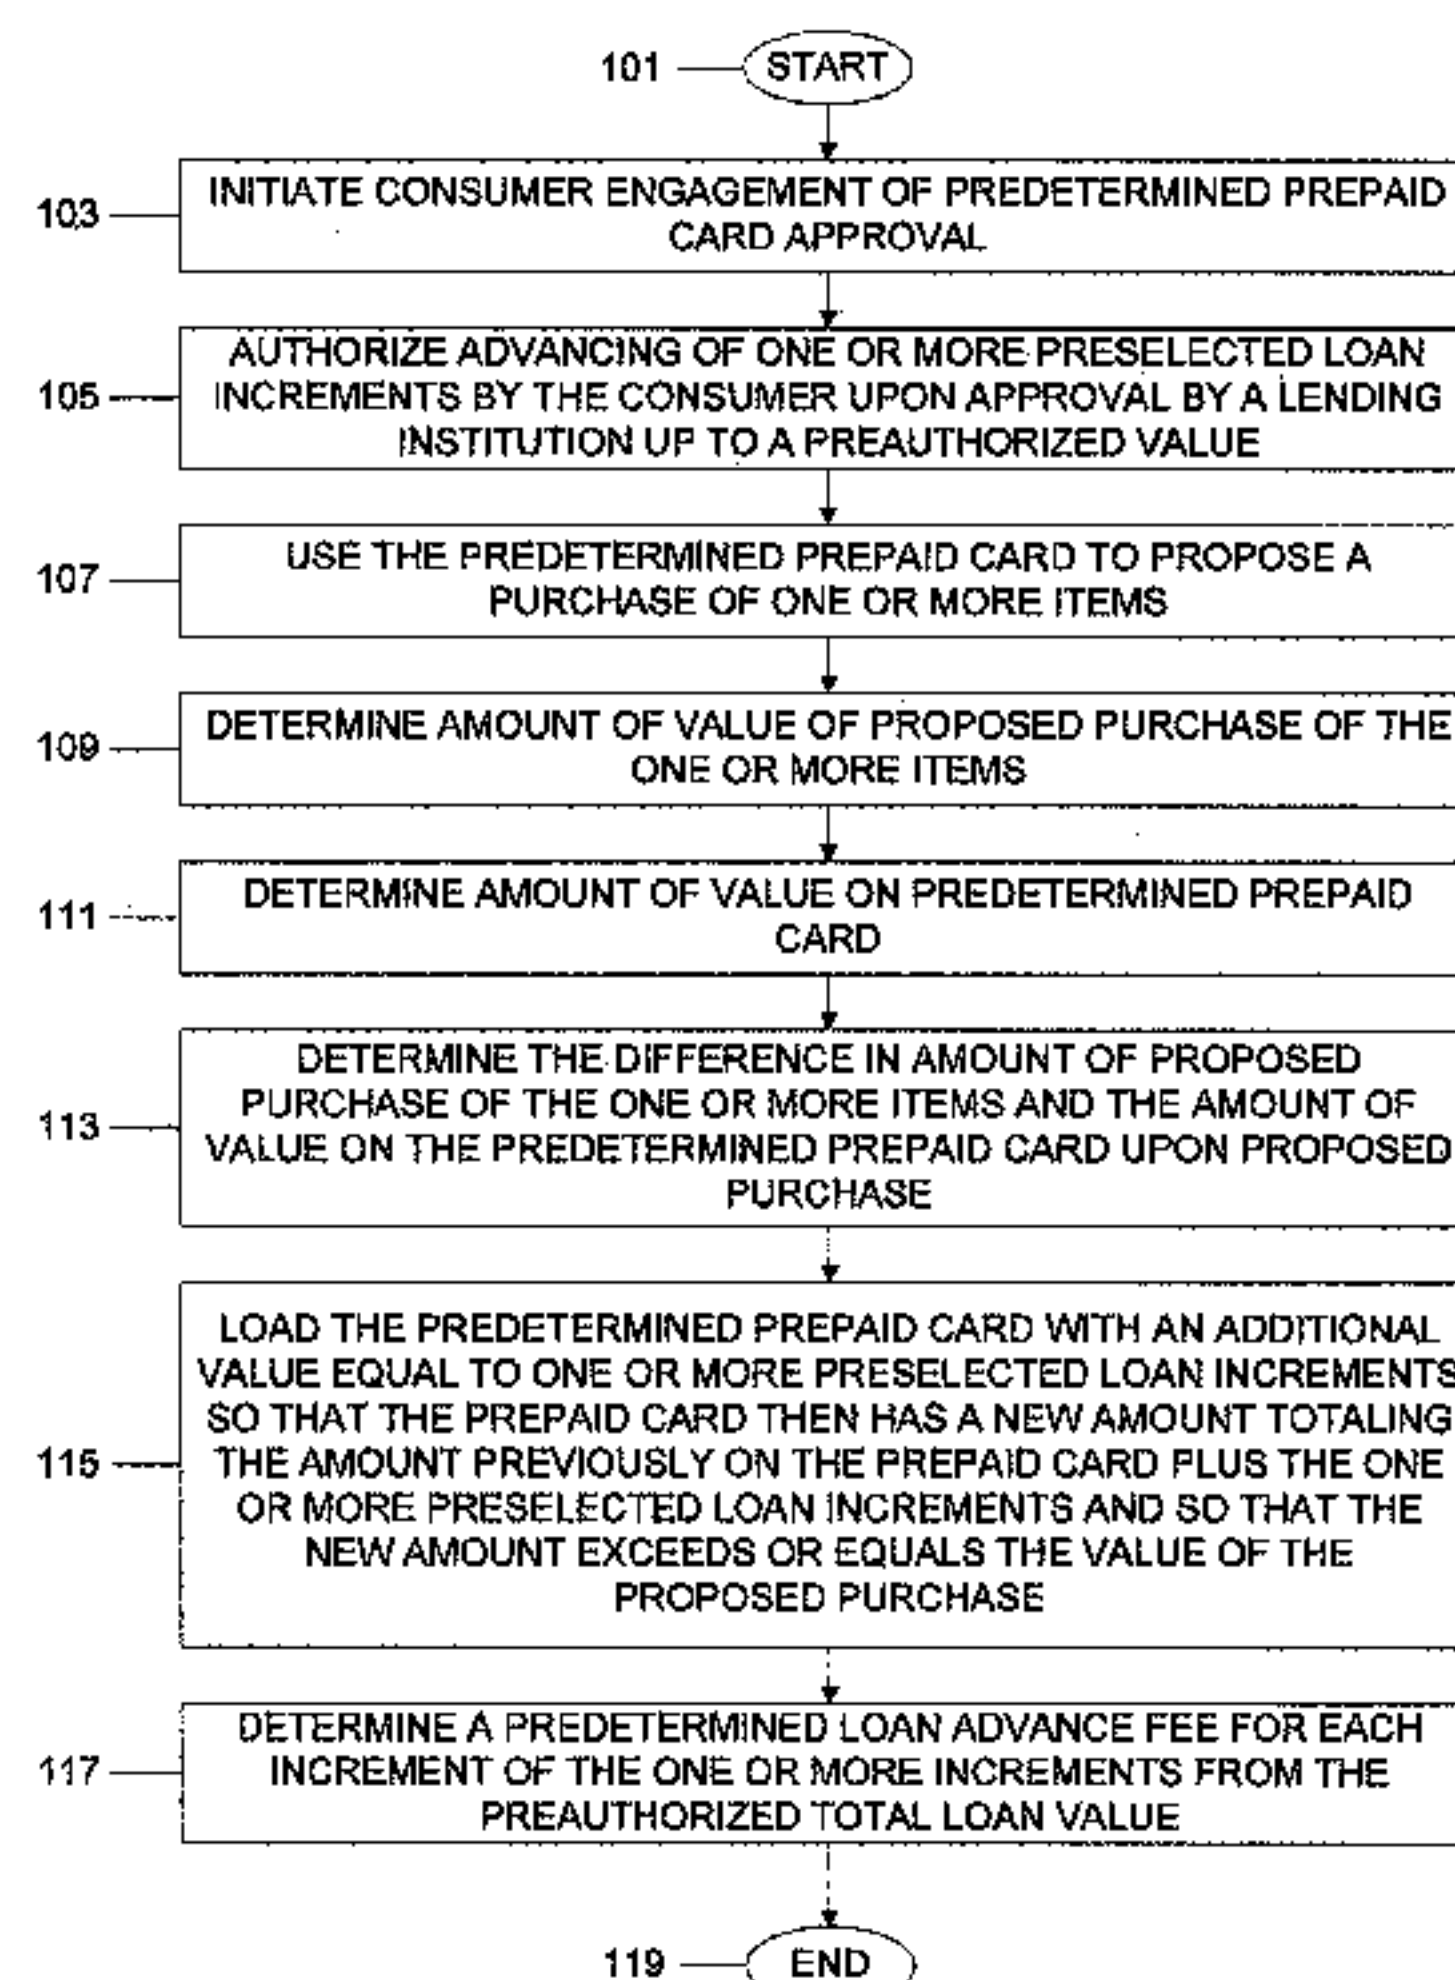 101 START
103 INITIATE CONSUMER ENGAGEMENT OF PREDETERMINED PREPAID
CARD APPROVAL
105 AUTHORIZE ADVANCING OF ONE OR MORE PRESELECTED LOAN
INCREMENTS BY THE CONSUMER UPON APPROVAL BY A LENDING
INSTITUTION UP TO A PREAUTHORIZED VALUE
107 USE THE PREDETERMINED PREPAID CARD TO PROPOSE A
PURCHASE OF ONE OR MORE ITEMS
109 DETERMINE AMOUNT OF VALUE OF PROPOSED PURCHASE OF THE
ONE OR MORE ITEMS
111 DETERMINE AMOUNT OF VALUE ON PREDETERMINED PREPAID
CARD
113 DETERMINE THE DIFFERENCE IN AMOUNT OF PROPOSED
PURCHASE OF THE ONE OR MORE ITEMS AND THE AMOUNT OF
VALUE ON THE PREDETERMINED PREPAID CARD UPON PROPOSED
PURCHASE
115 LOAD THE PREDETERMINED PREPAID CARD WITH AN ADDITIONAL
VALUE EQUAL TO ONE OR MORE PRESELECTED LOAN INCREMENTS
SO THAT THE PREPAID CARD THEN HAS A NEW AMOUNT TOTALING
THE AMOUNT PREVIOUSLY ON THE PREPAID CARD PLUS THE ONE
OR MORE PRESELECTED LOAN INCREMENTS AND SO THAT THE
NEW AMOUNT EXCEEDS OR EQUALS THE VALUE OF THE
PROPOSED PURCHASE
117 DETERMINE A PREDETERMINED LOAN ADVANCE FEE FOR EACH
INCREMENT OF THE ONE OR MORE INCREMENTS FROM THE
PREAUTHORIZED TOTAL LOAN VALUE
119 END